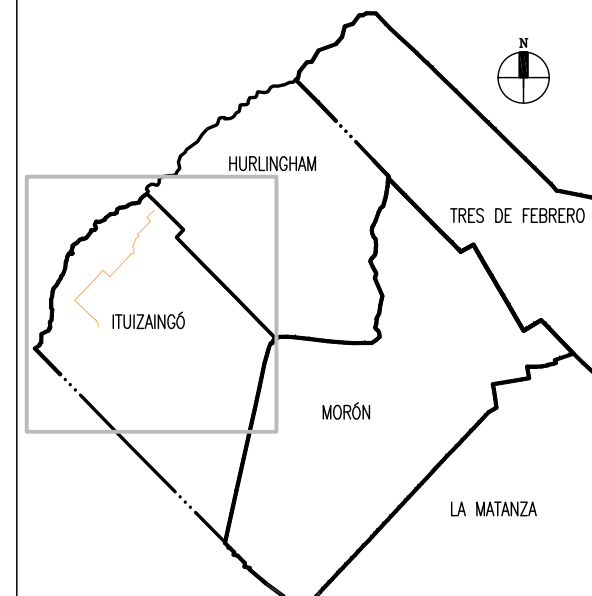 N
HURLINGHAM
TRES DE FEBRERO
ITUIZAINGÓ
MORÓN
LA MATANZA